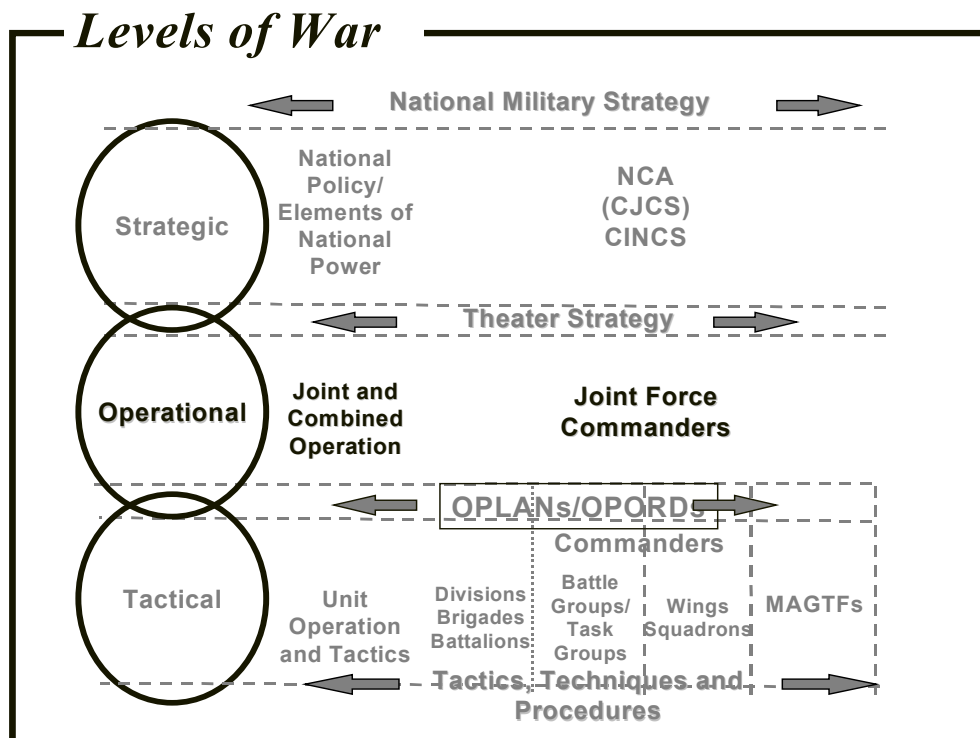 Levels of War
National Military Strategy
National
Policy/
Elements of
National
Power
NCA
(CJCS)
CINCS
Strategic
Theater Strategy
Operational
Joint and
Combined
Operation
Joint Force
Commanders
OPLANs/OPORDs
Commanders
Tactical
Unit
Operation
and Tactics
Divisions
Brigades
Battalions
Battle
Groups/
Task
Groups
Wings
Squadrons
MAGTFs
Tactics, Techniques and
Procedures